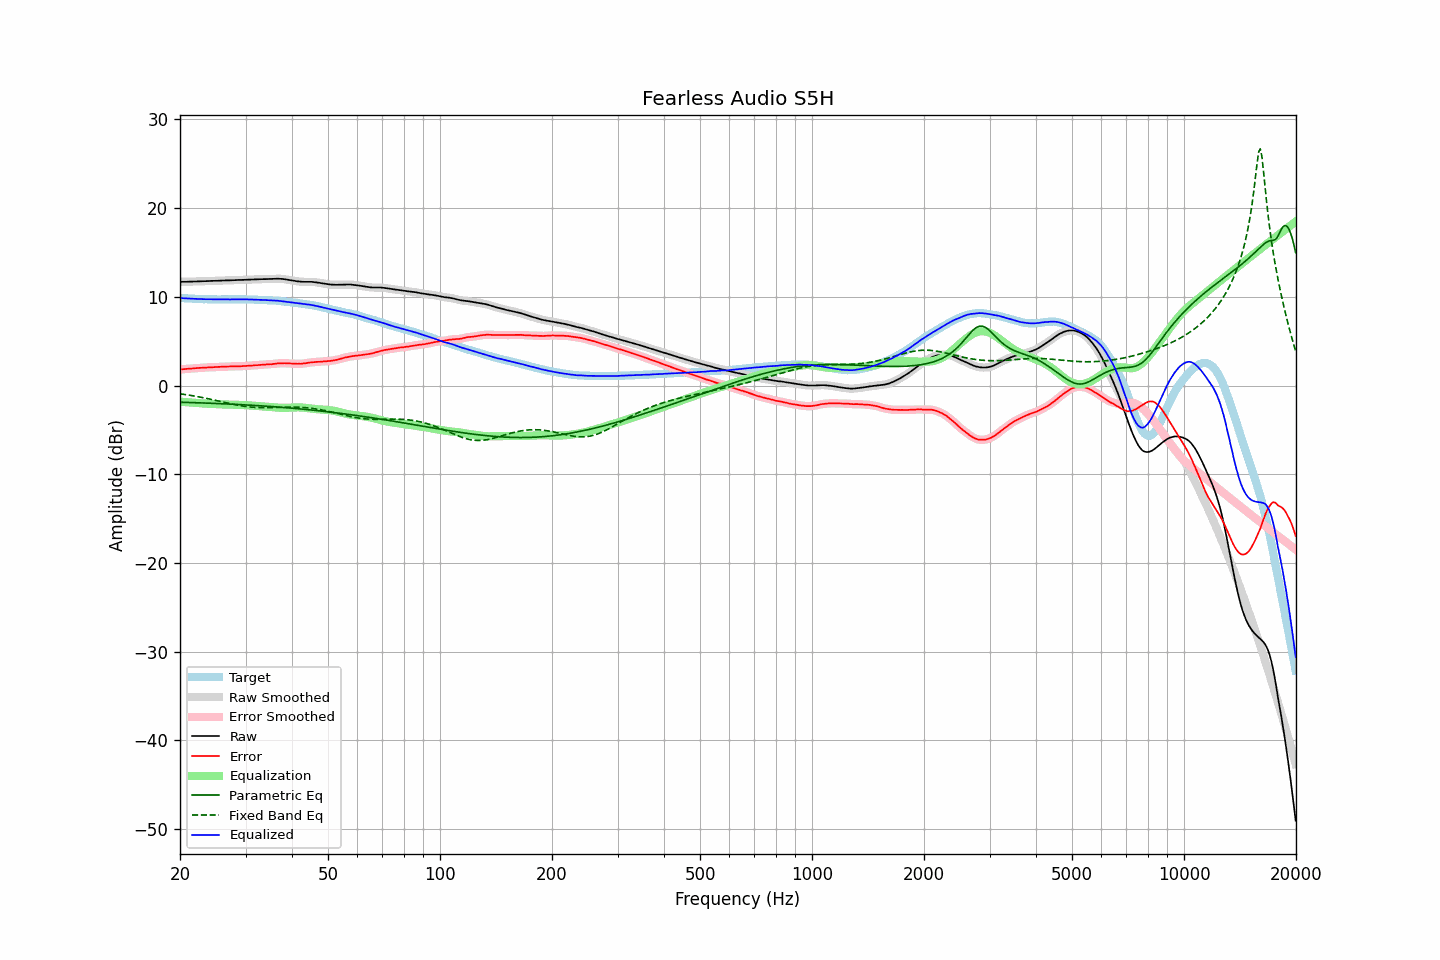 Fearless Audio S5H
30
20
10
0
−10
−20
−30
−40
−50
Amplitude (dBr)
Target
Raw Smoothed
Error Smoothed
Raw
Error
Equalization
Parametric Eq
Fixed Band Eq
Equalized
20 50 100 200 500 1000 2000 5000 10000 20000
Frequency (Hz)